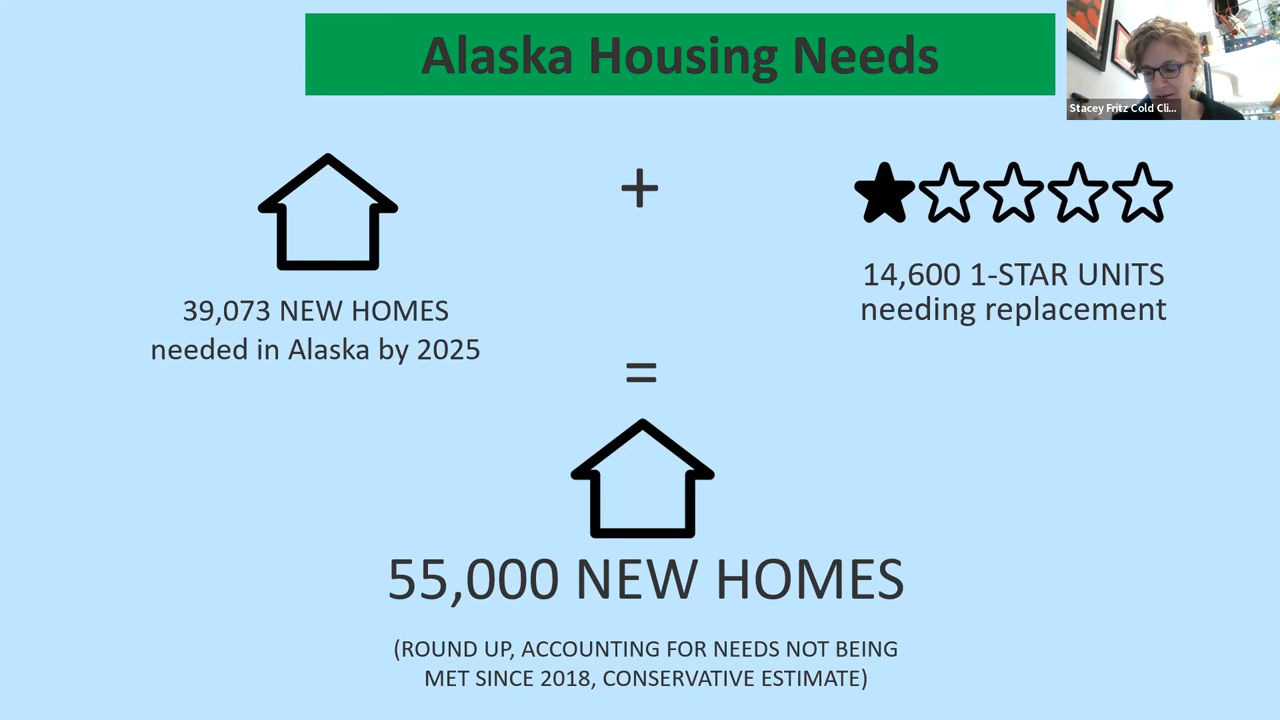 Alaska Housing Needs
Stacey Fritz Cold Cli...
+
39,073 NEW HOMES
needed in Alaska by 2025
14,600 1-STAR UNITS
needing replacement
=
55,000 NEW HOMES
(ROUND UP, ACCOUNTING FOR NEEDS NOT BEING
MET SINCE 2018, CONSERVATIVE ESTIMATE)